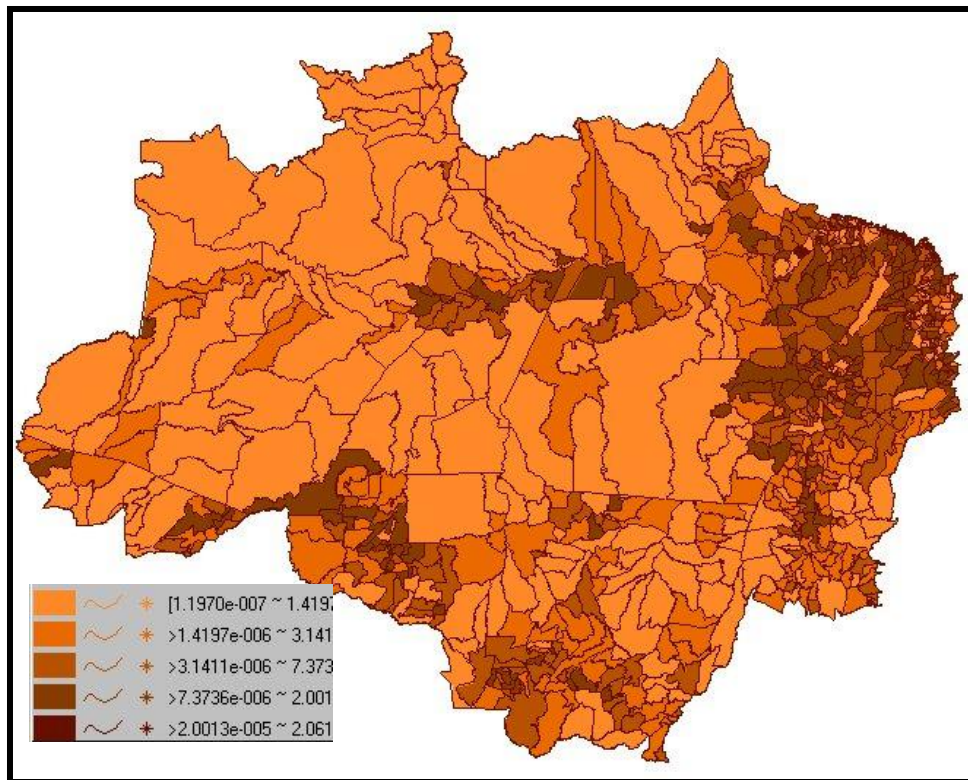 [1.1970e-007 ~ 1.4197
>1.4197e-006 ~ 3.141
>3.1411e-006 ~ 7.373
>7.3736e-006 ~ 2.001
>2.0013e-005 ~ 2.061